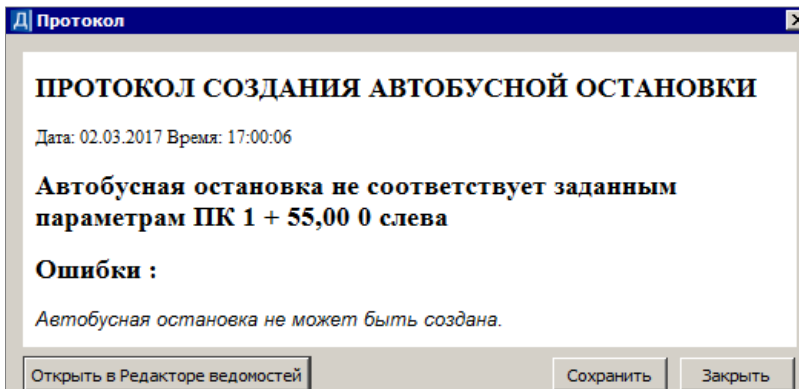 Д Протокол
ПРОТОКОЛ СОЗДАНИЯ АВТОБУСНОЙ ОСТАНОВКИ
Дата: 02.03.2017 Время: 17:00:06
Автобусная остановка не соответствует заданным
параметрам ПК 1 + 55,00 0 слева
Ошибки :
Автобусная остановка не может быть создана.
Открыть в Редакторе ведомостей Сохранить Закрыть